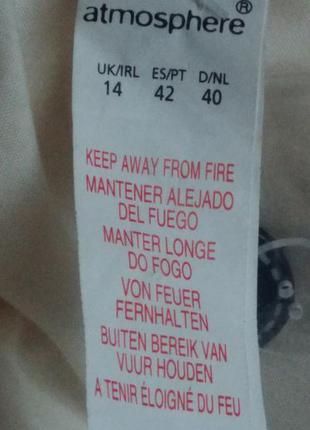 atmosphere®
UK/IRL ES/PT D/NL
14 42 40
KEEP AWAY FROM FIRE
MANTENER ALEJADO
DEL FUEGO
MANTER LONGE
DO FOGO
VON FEUER
FERNHALTEN
BUITEN BEREIK VAN
VUUR HOUDEN
A TENIR ÉLOIGNÉ DU FEU